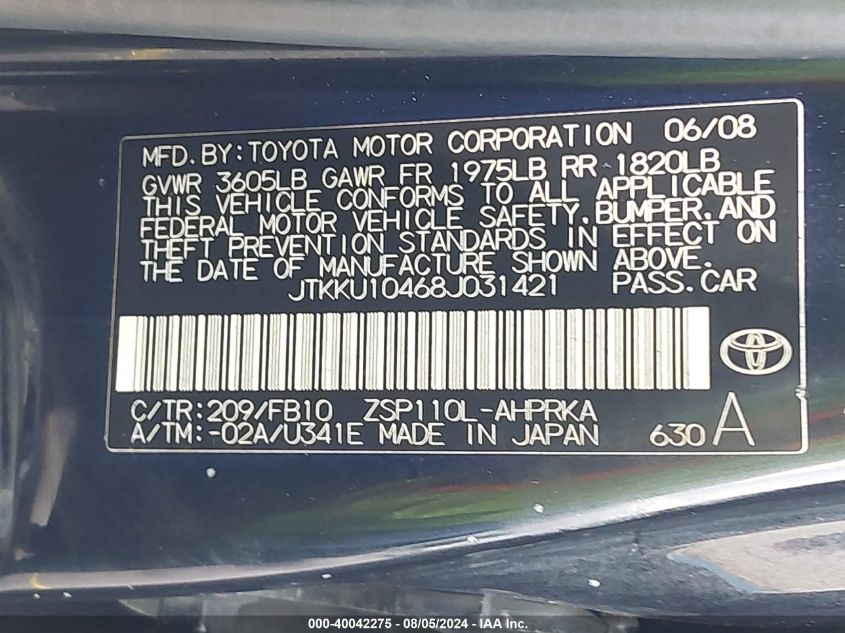 MFD.BY:TOYOTA MOTOR CORPORATION 06/08
GVWR 3605LB GAWR FR 1975LB RR 1820LB
THIS VEHICLE CONFORMS TO ALL APPLICABLE
FEDERAL MOTOR VEHICLE SAFETY,BUMPER,AND
THEFT PREVENTION STANDARDS IN EFFECT ON
THE DATE OF MANUFACTURE SHOWN ABOVE.
JTKKU10468J031421 PASS.CAR
C/TR:209/FB10 ZSP110L-AHPRKA
A/TM:-02A/U341E MADE IN JAPAN 630 A
000-40042275 - 08/05/2024 - IAA Inc.